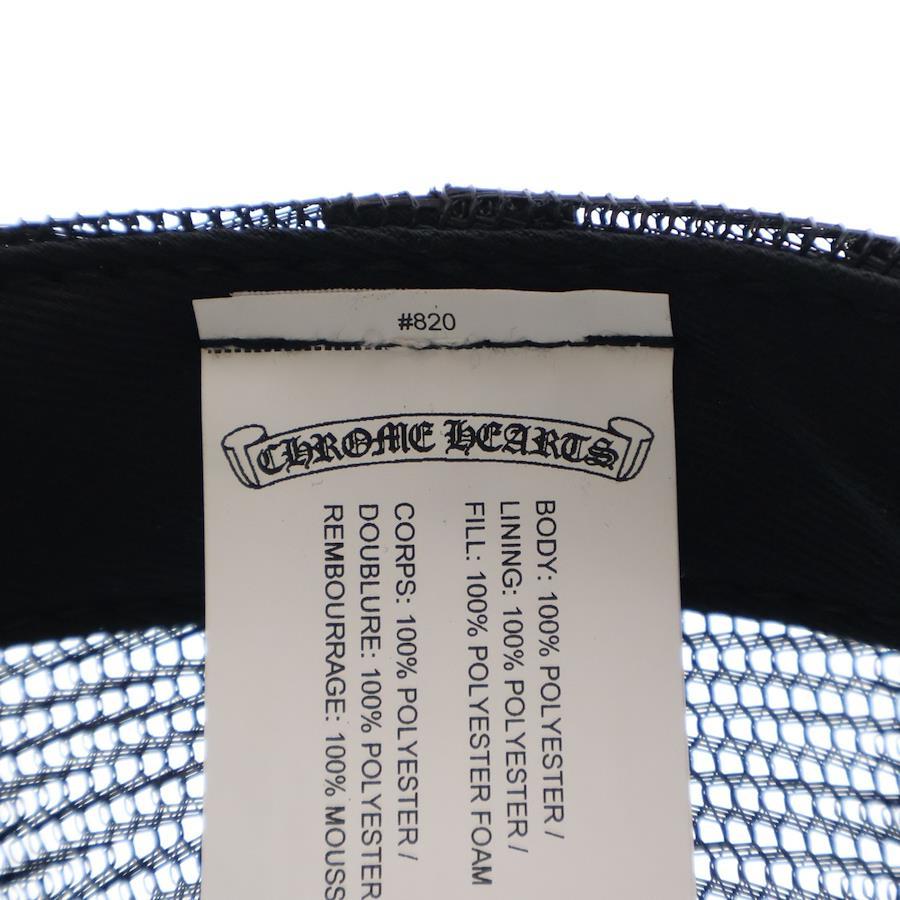 #820
CHROME HEARTS
BODY: 100% POLYESTER /
LINING: 100% POLYESTER /
FILL: 100% POLYESTER FOAM
CORPS: 100% POLYESTER /
DOUBLURE: 100% POLYESTER
REMBOURRAGE: 100% MOUSS